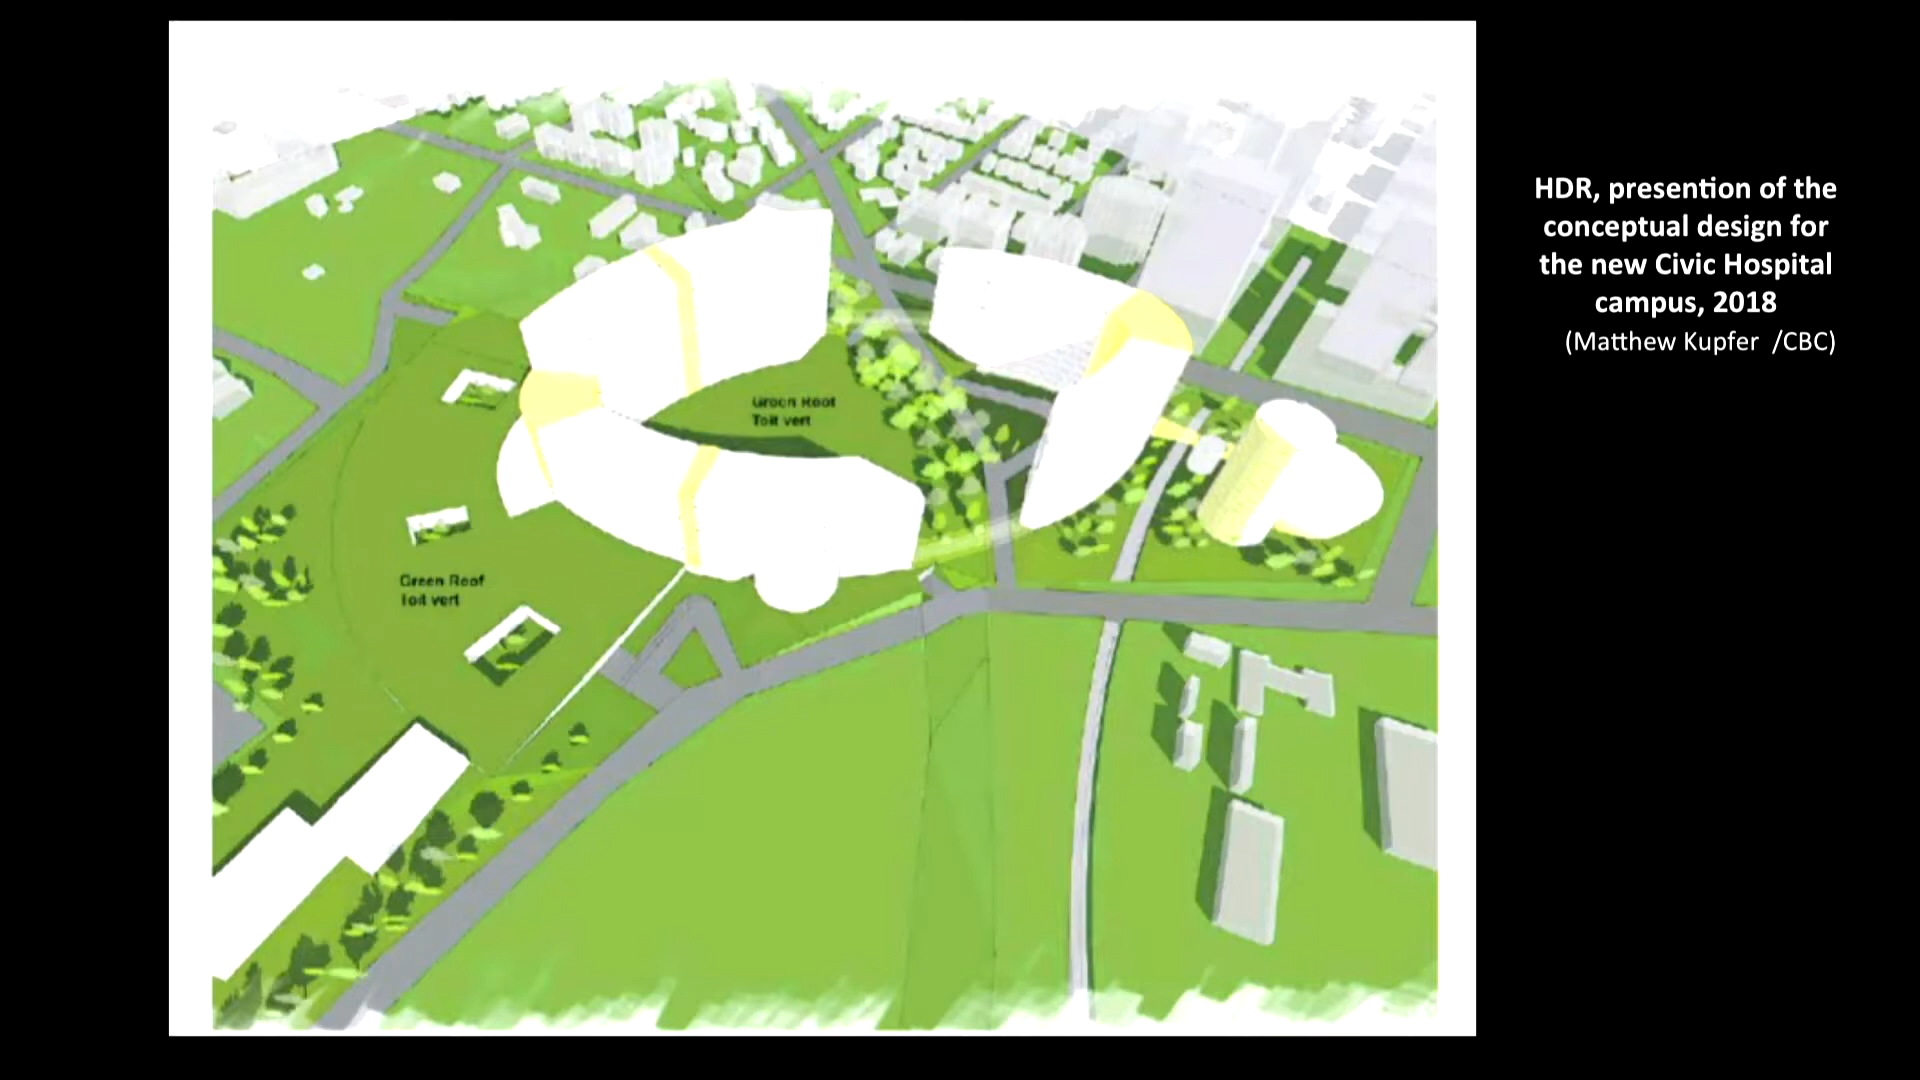 HDR, presention of the
conceptual design for
the new Civic Hospital
campus, 2018
(Matthew Kupfer /CBC)
Green Roof
Toit vert
Green Roof
Toit vert